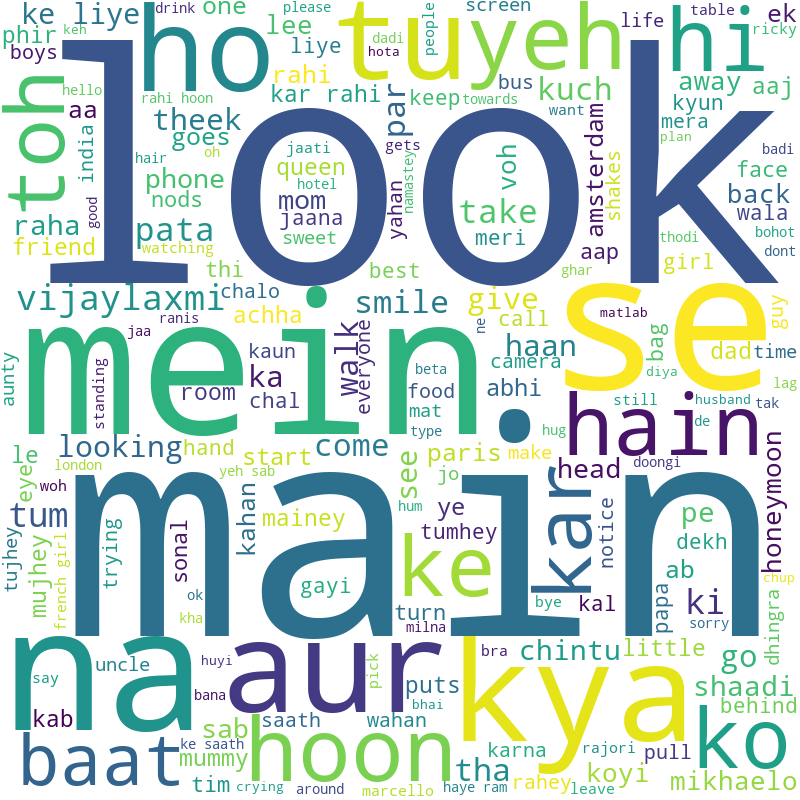 ke liye
drink
one
please
screen
ek
phir
lee
tu
yeh
life
table
ricky
keh
ho
hi
boys
liye
dadi
hota
people
hello
rahi hoon
rahi
bus
kuch
away
aaj
toh
aa
kar rahi
par
keep
towards
want
kyun
theek
look
mera
india
goes
hair
oh
jaati
gets
amsterdam
plan
badi
good
phone
queen
hotel
voh
shakes
face
nods
mom
yahan
namastey
take
back
raha
pata
jaana
meri
wala
friend
watching
sweet
aap
thodi
bohot
girl
dont
thi
best
ghar
se
vijaylaxmi
chalo
smile
give
matlab
guy
jaa
ranis
achha
call
ne
mein
haan
bag
dad
time
aunty
standing
kaun
walk
everyone
camera
diya
room
ka
beta
food
abhi
still
husband
lag
chal
mat
hain
de
tak
looking
hand
type
hug
le
start
come
see
paris
make
head
doongi
honeymoon
eye
london
yeh sab
jo
woh
main
hum
ye
kar
notice
pe
tum
kahan
mainey
tumhey
dekh
tujhey
mujhey
french girl
trying
sonal
ke
ab
chup
gayi
ok
kha
turn
bye
kal
papa
ki
sorry
dhingra
milna
na
aur
kya
uncle
huyi
bra
chintu
little
go
say
pick
puts
shaadi
kab
bana
bhai
behind
baat
sab
saath
wahan
ko
ke saath
hoon
karna
rajori
pull
mummy
tha
koyi
mikhaelo
tim
crying
around
marcello
haye ram
rahey
leave